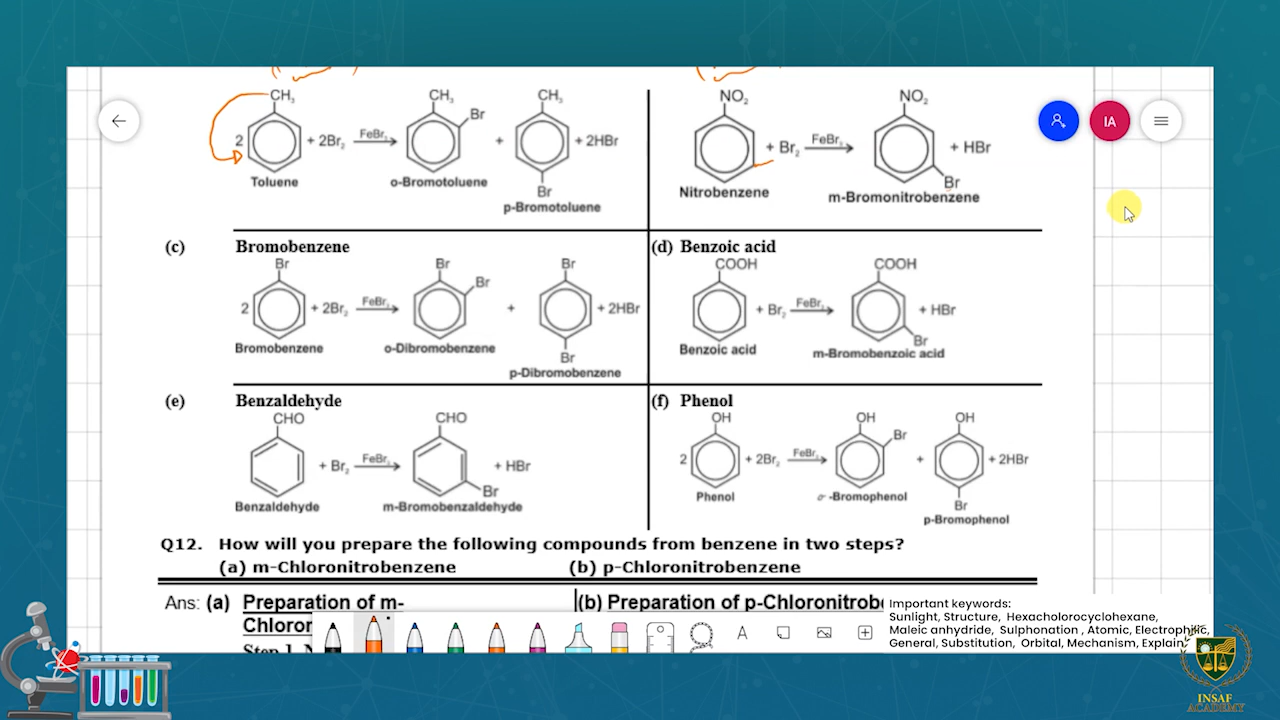 CH₃ CH₃ CH₃
Br
2 + 2Br₂ FeBr₃ + + 2HBr
Toluene o-Bromotoluene
Br
p-Bromotoluene
NO₂ NO₂
+ Br₂ FeBr₃ + HBr
Br
Nitrobenzene m-Bromonitrobenzene
(c) Bromobenzene
Br Br Br
Br
2 + 2Br₂ FeBr₃ + + 2HBr
Bromobenzene o-Dibromobenzene
Br
p-Dibromobenzene
(d) Benzoic acid
COOH COOH
+ Br₂ FeBr₃ + HBr
Br
Benzoic acid m-Bromobenzoic acid
(e) Benzaldehyde
CHO CHO
+ Br₂ FeBr₃ + HBr
Br
Benzaldehyde m-Bromobenzaldehyde
(f) Phenol
OH OH OH
Br
2 + 2Br₂ FeBr₃ + + 2HBr
Phenol o-Bromophenol
Br
p-Bromophenol
Q12. How will you prepare the following compounds from benzene in two steps?
(a) m-Chloronitrobenzene (b) p-Chloronitrobenzene
Ans: (a) Preparation of m- (b) Preparation of p-Chloronitrob
Chlor
IA
A
Important keywords:
Sunlight, Structure, Hexacholorocyclohexane,
Maleic anhydride, Sulphonation , Atomic, Electrophilic,
General, Substitution, Orbital, Mechanism, Explain
INSAF
ACADEMY